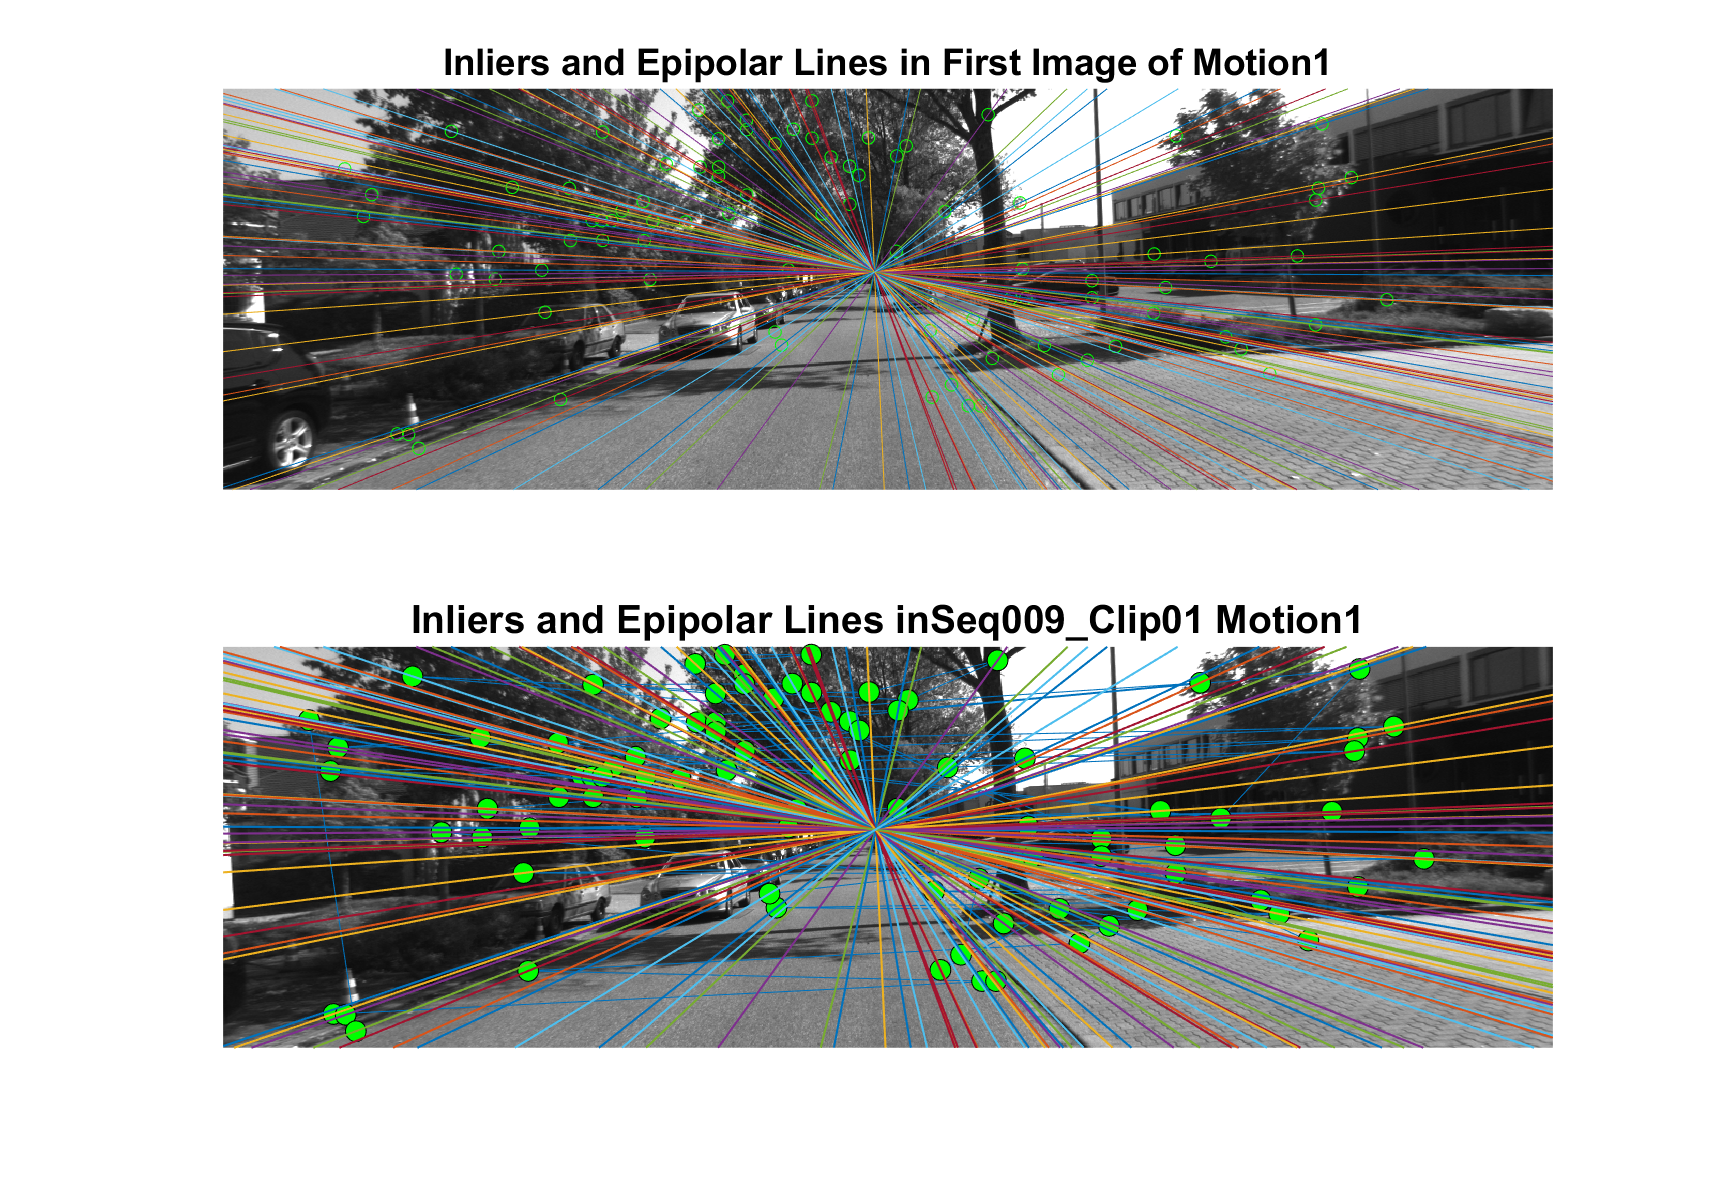 Inliers and Epipolar Lines in First Image of Motion1
Inliers and Epipolar Lines inSeq009_Clip01 Motion1